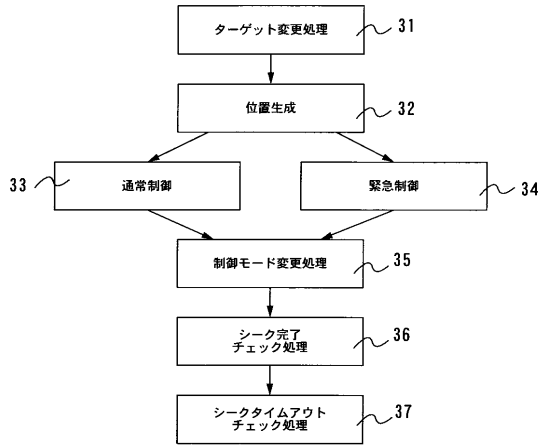 ターゲット変更処理
31
位置生成
32
33
通常制御
緊急制御
34
制御モード変更処理
35
シーク完了
チェック処理
36
シークタイムアウト
チェック処理
37